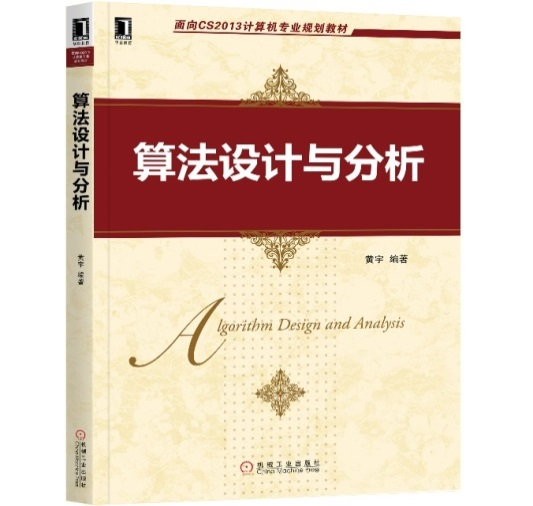 面向CS2013计算机专业规划教材
算法设计与分析
黄宇 编著
Algorithm Design and Analysis
机械工业出版社
China Machine Press
算法设计与分析
黄宇 编著